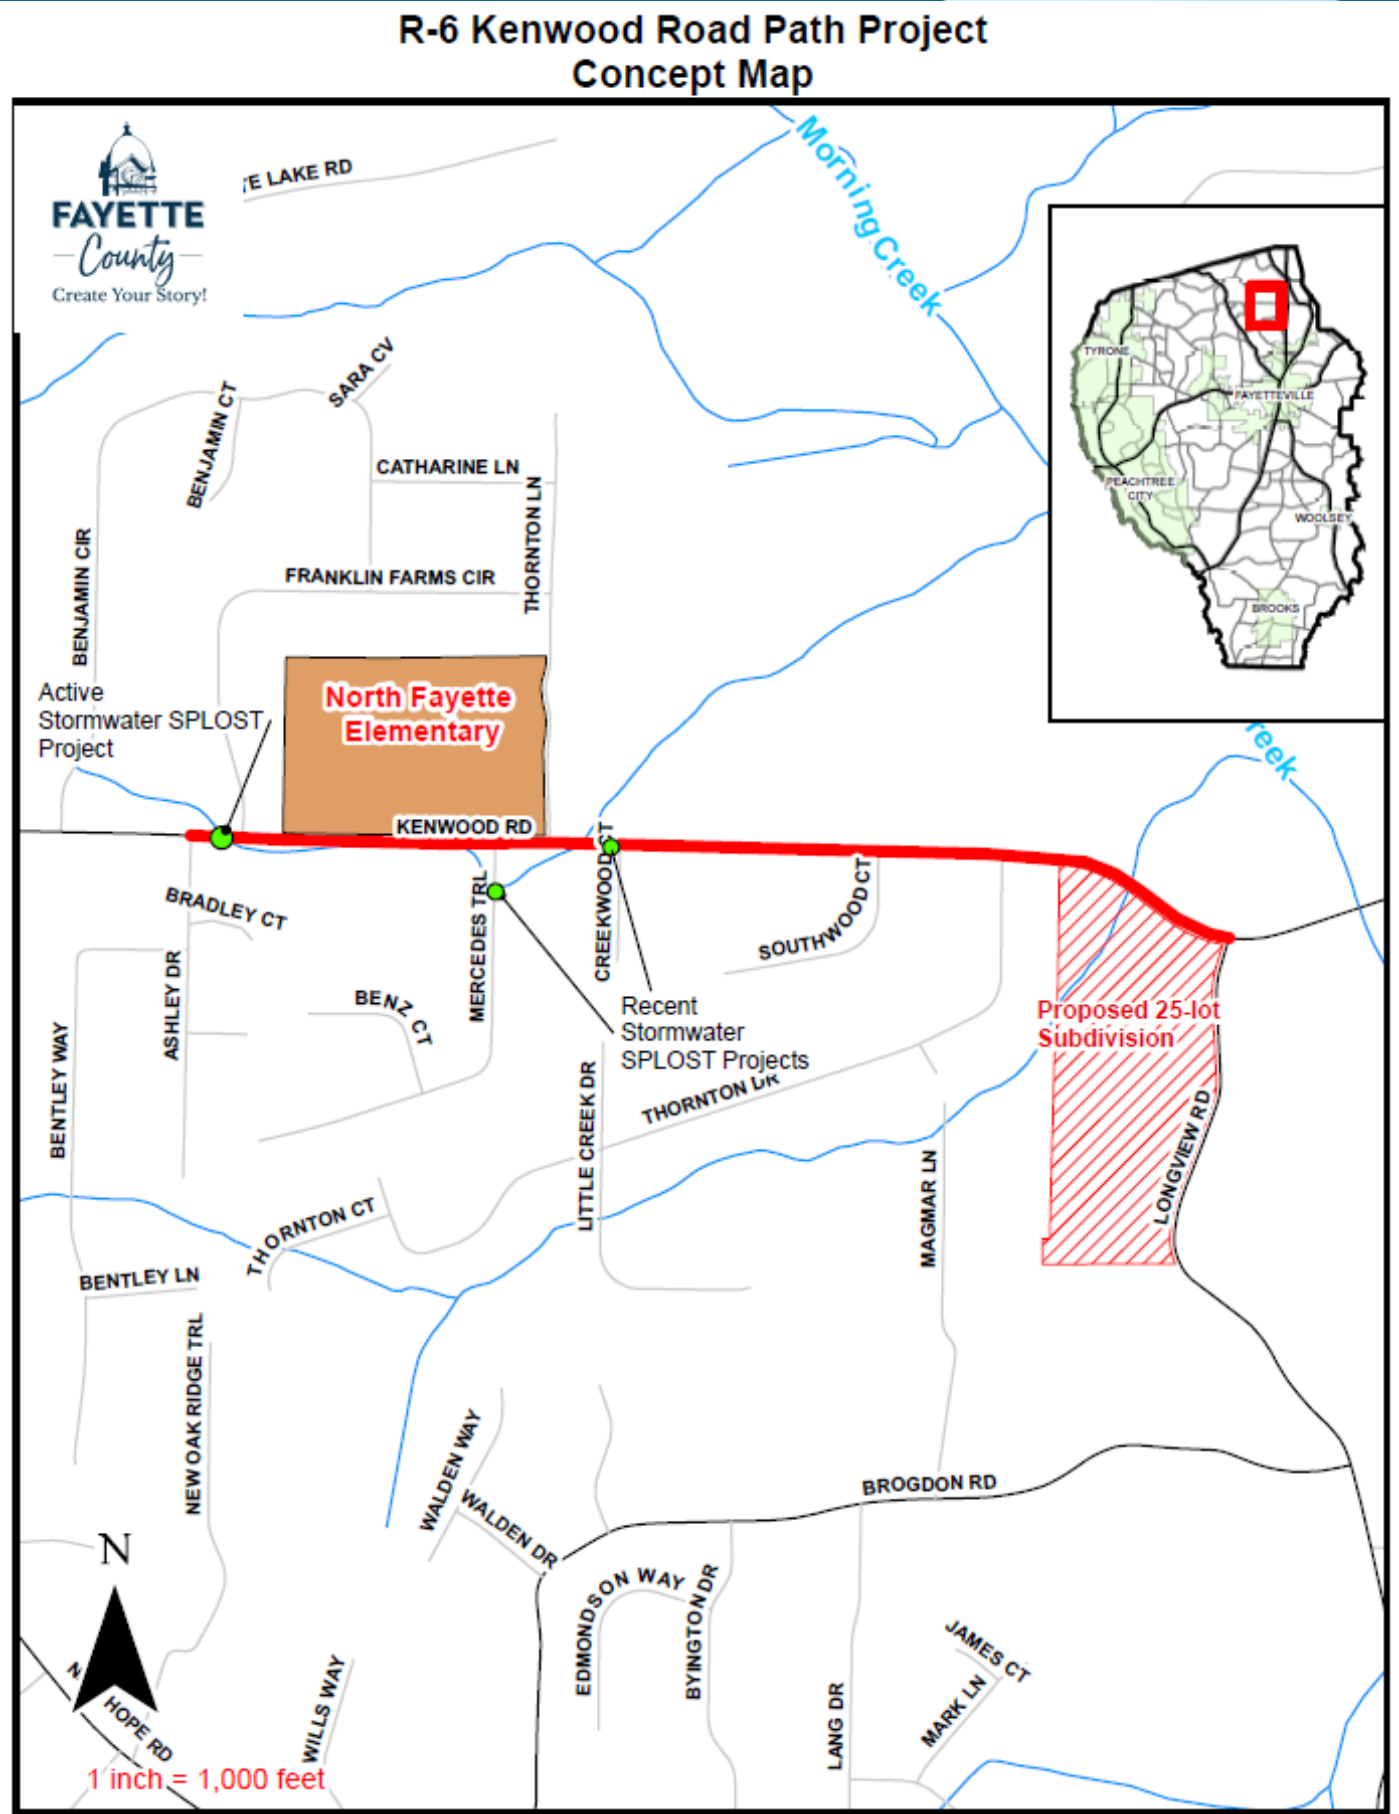 R-6 Kenwood Road Path Project
Concept Map
FAYETTE
County
Create Your Story!
TE LAKE RD
Morning Creek
TYRONE
FAYETTEVILLE
PEACHTREE
CITY
WOOLSEY
BROOKS
SARA CV
BENJAMIN CT
CATHARINE LN
THORNTON LN
BENJAMIN CIR
FRANKLIN FARMS CIR
Active
Stormwater SPLOST
Project
North Fayette
Elementary
reek
KENWOOD RD
BRADLEY CT
MERCEDES TRL
CREEKWOOD CT
SOUTHWOOD CT
ASHLEY DR
BENZ CT
BENTLEY WAY
Recent
Stormwater
SPLOST Projects
Proposed 25-lot
Subdivision
THORNTON DR
LITTLE CREEK DR
MAGMAR LN
LONGVIEW RD
THORNTON CT
BENTLEY LN
NEW OAK RIDGE TRL
WALDEN WAY
WALDEN DR
BROGDON RD
N
EDMONDSON WAY
BYINGTON DR
JAMES CT
MARK LN
LANG DR
WILLS WAY
N
HOPE RD
1 inch = 1,000 feet